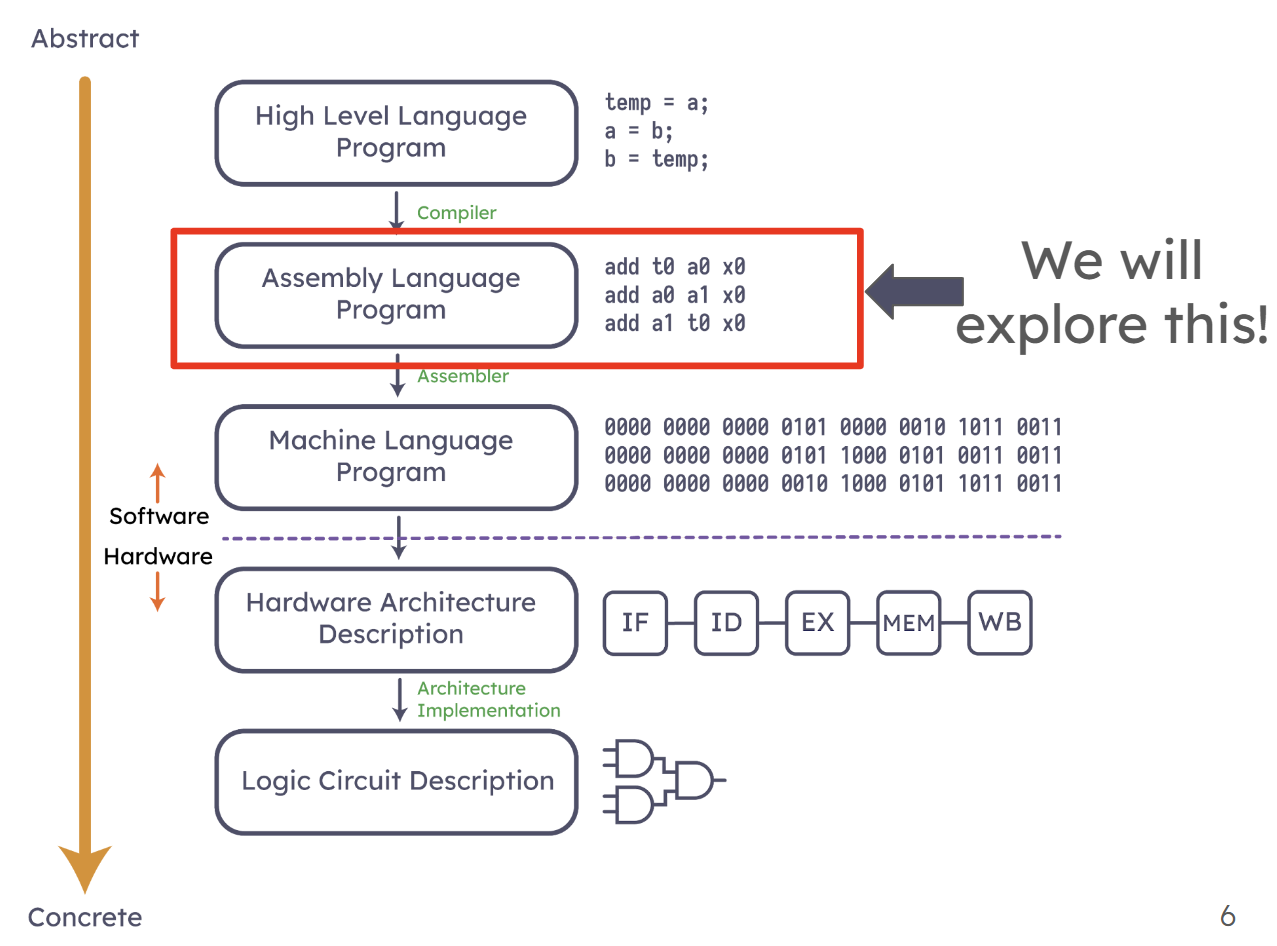 Abstract
High Level Language
Program
temp = a;
a = b;
b = temp;
Compiler
Assembly Language
Program
add t0 a0 x0
add a0 a1 x0
add a1 t0 x0
We will
explore this!
Assembler
Machine Language
Program
0000 0000 0000 0101 0000 0010 1011 0011
0000 0000 0000 0101 1000 0101 0011 0011
0000 0000 0000 0010 1000 0101 1011 0011
Software
Hardware
Hardware Architecture
Description
IF
ID
EX
MEM
WB
Architecture
Implementation
Logic Circuit Description
Concrete
6